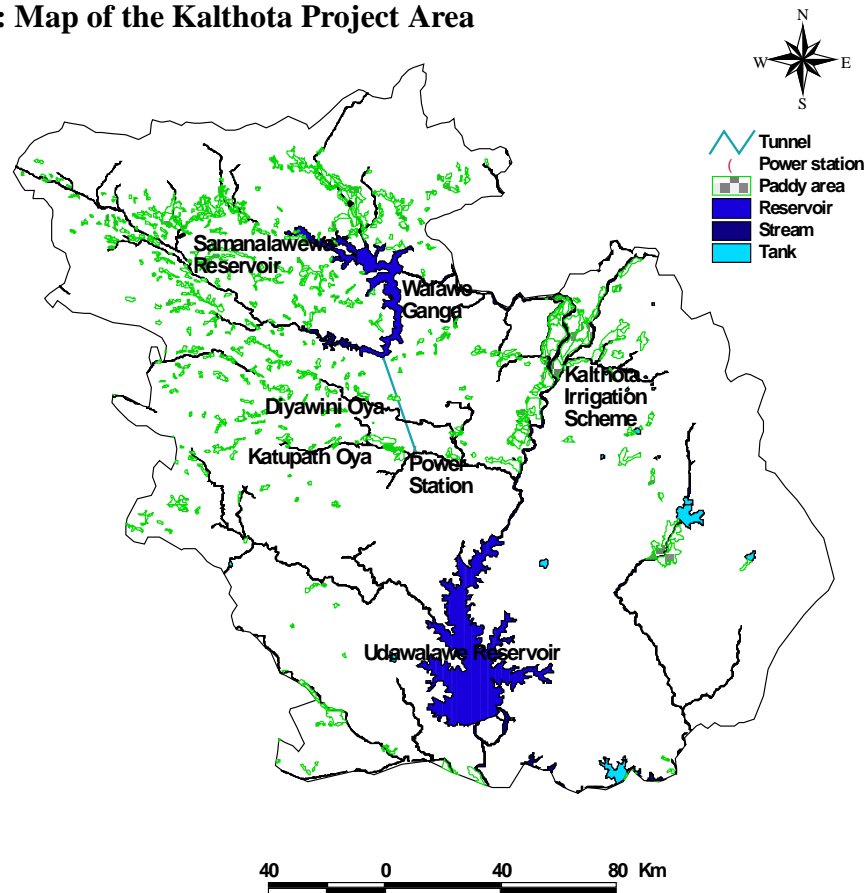 : Map of the Kalthota Project Area
N
W E
S
Tunnel
Power station
Paddy area
Reservoir
Stream
Tank
Samanalawewa
Reservoir
Walawe
Ganga
Kalthota
Irrigation
Scheme
Diyawini Oya
Katupath Oya
Power
Station
Udawalawe Reservoir
40 0 40 80 Km